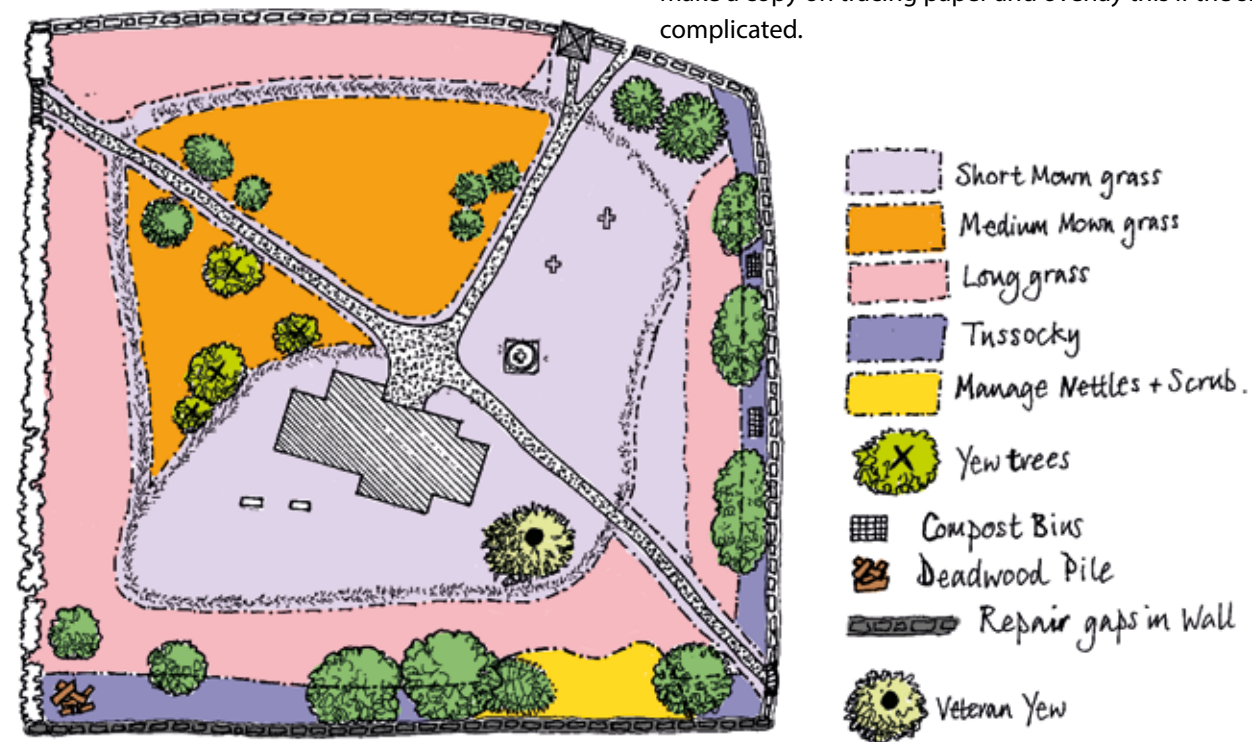 complicated.
Short Mown grass
Medium Mown grass
Long grass
Tussocky
Manage Nettles + Scrub.
Yew trees
Compost Bins
Deadwood Pile
Repair gaps in Wall
Veteran Yew